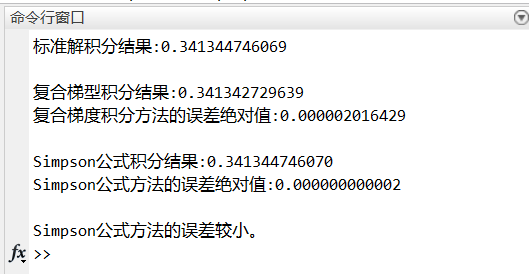 命令行窗口
标准解积分结果:0.341344746069
复合梯型积分结果:0.341342729639
复合梯度积分方法的误差绝对值:0.000002016429
Simpson公式积分结果:0.341344746070
Simpson公式方法的误差绝对值:0.000000000002
Simpson公式方法的误差较小。
fx >>